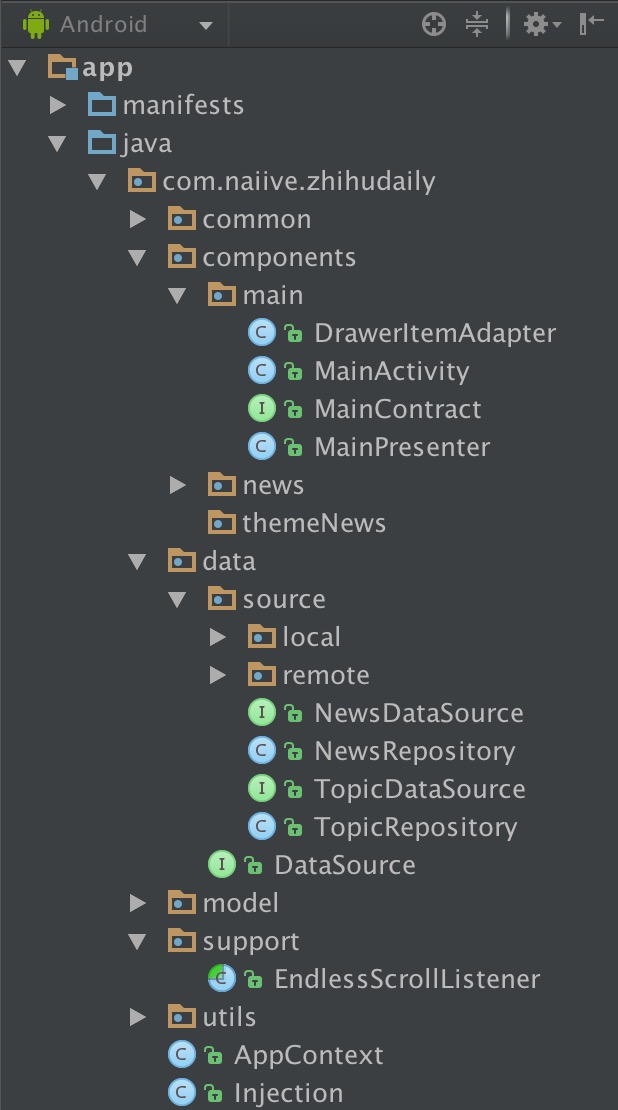 Android
app
manifests
java
com.naiive.zhihudaily
common
components
main
C DrawerItemAdapter
C MainActivity
I MainContract
C MainPresenter
news
themeNews
data
source
local
remote
I NewsDataSource
C NewsRepository
I TopicDataSource
C TopicRepository
I DataSource
model
support
C EndlessScrollListener
utils
C AppContext
C Injection